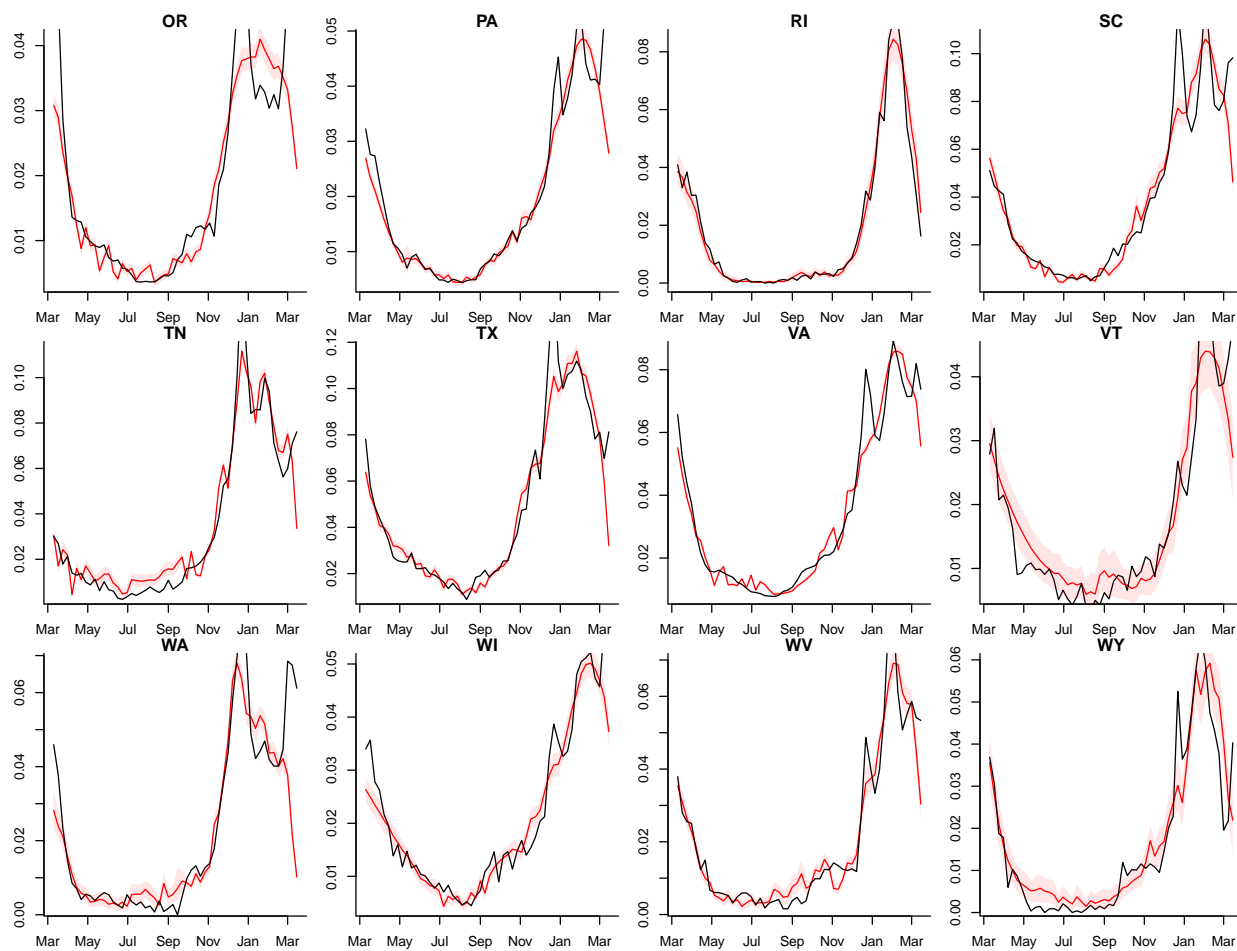 OR
0.01 0.02 0.03 0.04
Mar May Jul Sep Nov Jan Mar
PA
0.01 0.02 0.03 0.04 0.05
Mar May Jul Sep Nov Jan Mar
RI
0.00 0.02 0.04 0.06 0.08
Mar May Jul Sep Nov Jan Mar
SC
0.02 0.04 0.06 0.08 0.10
Mar May Jul Sep Nov Jan Mar
TN
0.02 0.04 0.06 0.08 0.10
Mar May Jul Sep Nov Jan Mar
TX
0.02 0.04 0.06 0.08 0.10 0.12
Mar May Jul Sep Nov Jan Mar
VA
0.02 0.04 0.06 0.08
Mar May Jul Sep Nov Jan Mar
VT
0.01 0.02 0.03 0.04
Mar May Jul Sep Nov Jan Mar
WA
0.00 0.02 0.04 0.06
Mar May Jul Sep Nov Jan Mar
WI
0.01 0.02 0.03 0.04 0.05
Mar May Jul Sep Nov Jan Mar
WV
0.00 0.02 0.04 0.06
Mar May Jul Sep Nov Jan Mar
WY
0.00 0.01 0.02 0.03 0.04 0.05 0.06
Mar May Jul Sep Nov Jan Mar